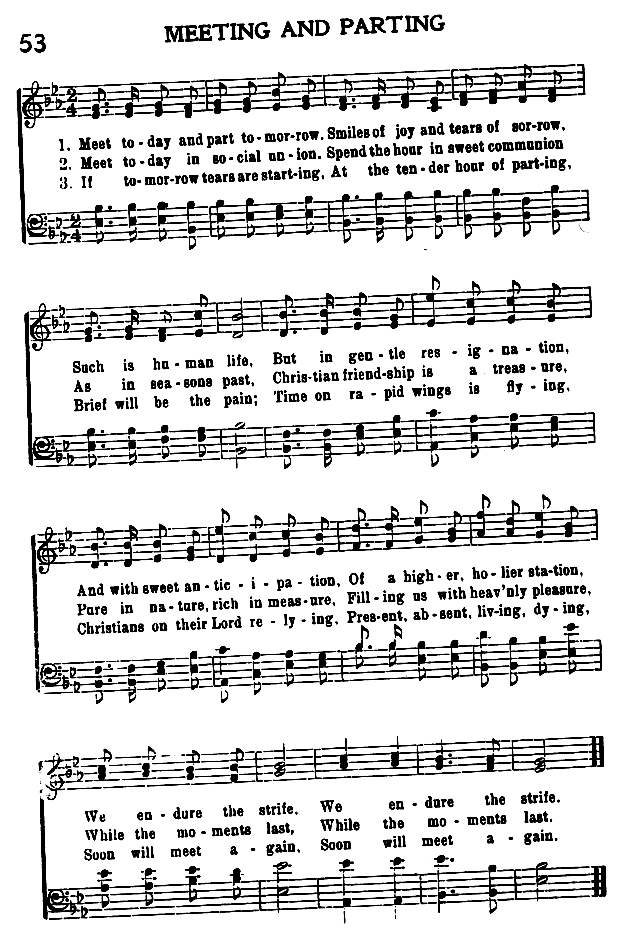 53
MEETING AND PARTING
1. Meet to-day and part to-mor-row. Smiles of joy and tears of sor-row,
2. Meet to-day in so-cial un-ion. Spend the hour in sweet communion
3. If to-mor-row tears are start-ing, At the ten-der hour of part-ing,
Such is hu-man life, But in gen-tle res-ig-na-tion,
As in sea-sons past, Chris-tian friend-ship is a treas-ure,
Brief will be the pain; Time on ra-pid wings is fly-ing,
And with sweet an-tic-i-pa-tion, Of a high-er, ho-lier sta-tion,
Pure in na-ture, rich in meas-ure, Fill-ing us with heav'nly pleasure,
Christians on their Lord re-ly-ing, Pres-ent, ab-sent, liv-ing, dy-ing,
We en-dure the strife. We en-dure the strife.
While the mo-ments last, While the mo-ments last.
Soon will meet a-gain, Soon will meet a-gain.